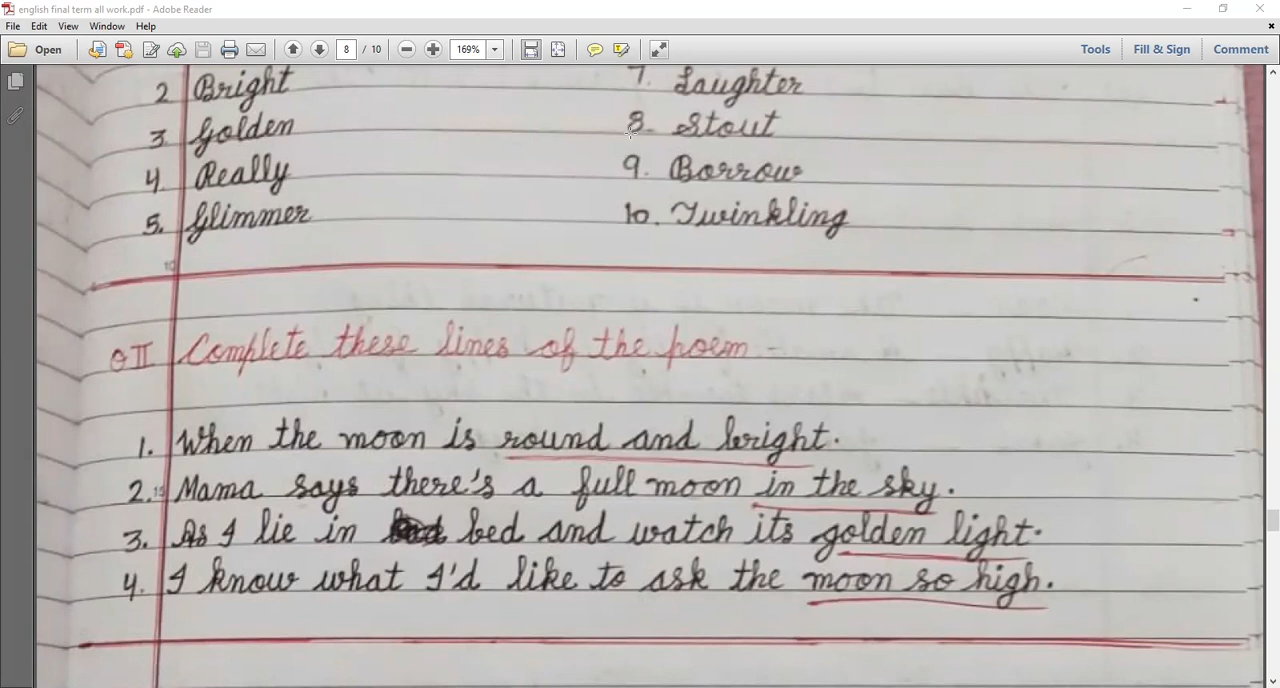 english final term all work.pdf - Adobe Reader
File Edit View Window Help
Open 8 / 10 169% Tools Fill & Sign Comment
2 Bright 7. Laughter
3. Golden 8. Stout
4. Really 9. Borrow
5. Glimmer 10. Twinkling
10
Q II Complete these lines of the poem -
1. When the moon is round and bright.
2. Mama says there's a full moon in the sky.
3. As I lie in bed and watch its golden light.
4. I know what I'd like to ask the moon so high.